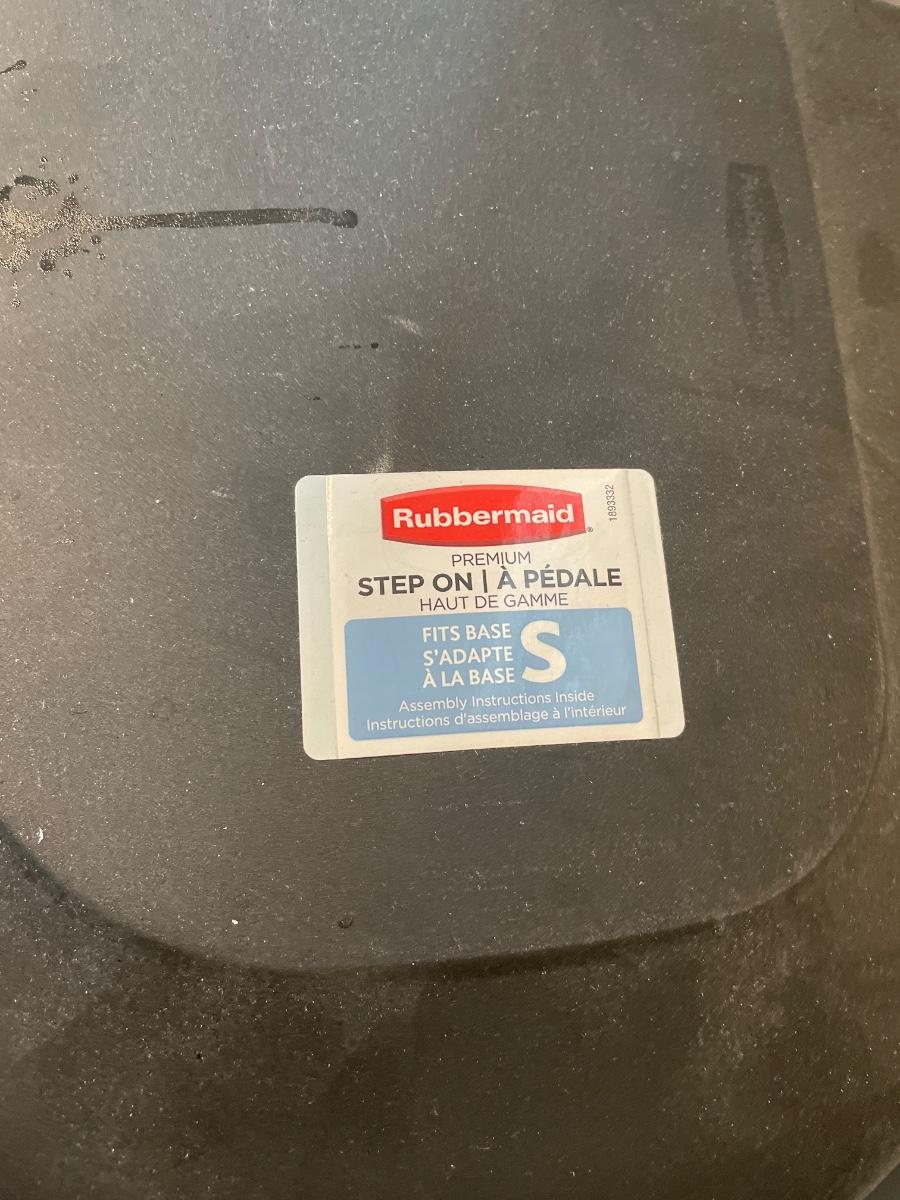 Rubbermaid®
1893332
PREMIUM
STEP ON | À PÉDALE
HAUT DE GAMME
FITS BASE
S'ADAPTE
À LA BASE
S
Assembly Instructions Inside
Instructions d'assemblage à l'intérieur